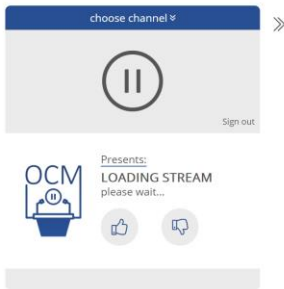 choose channel
Sign out
OCM
Presents:
LOADING STREAM
please wait...